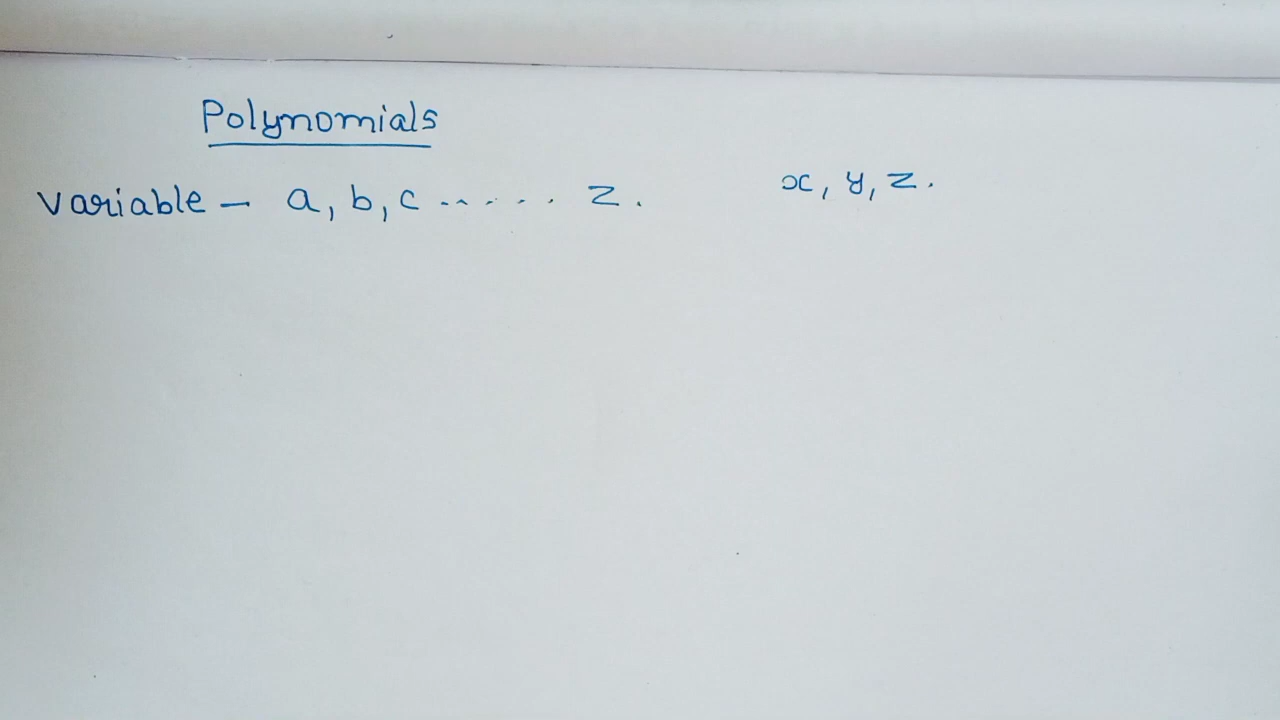 Polynomials
variable - a, b, c ...... z. x, y, z.